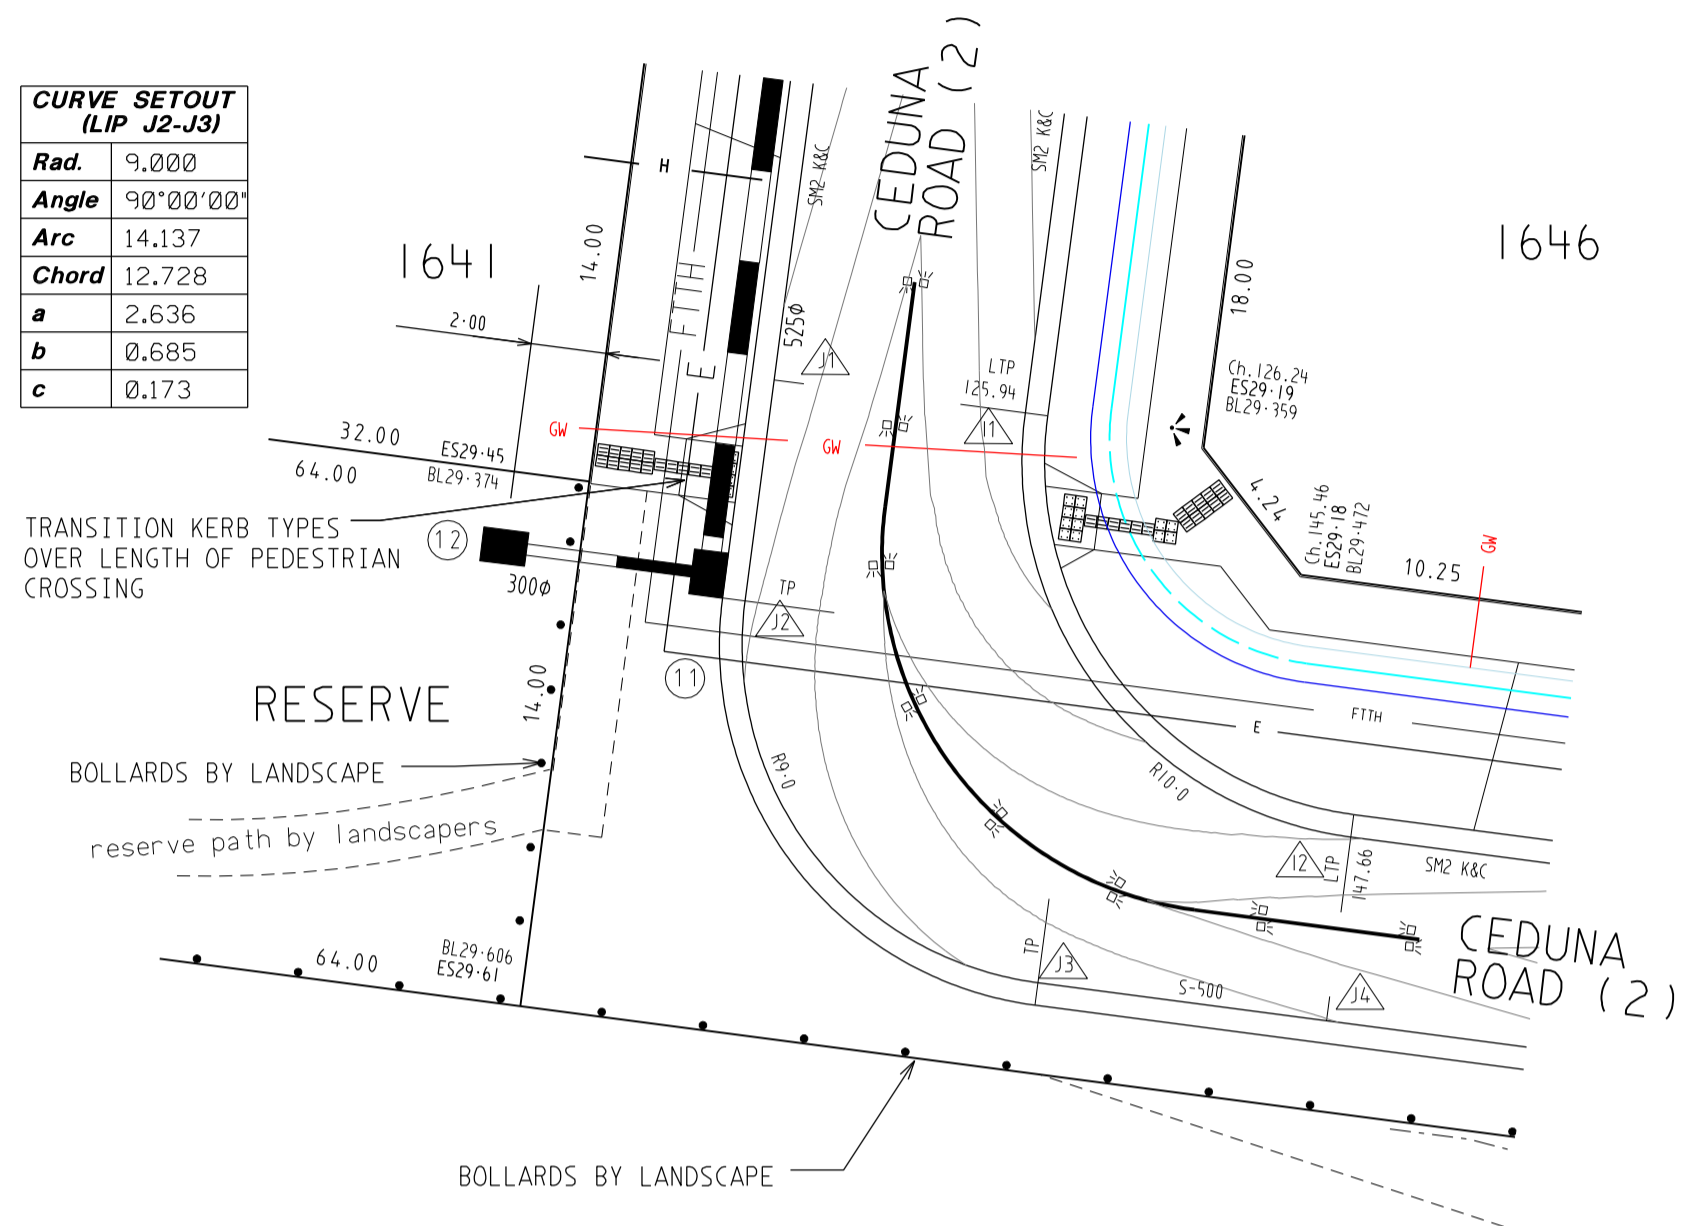 CURVE SETOUT
(LIP J2-J3)
Rad. 9.000
Angle 90°00'00"
Arc 14.137
Chord 12.728
a 2.636
b 0.685
c 0.173
CEDUNA
ROAD (2)
SM2 K&C
SM2 K&C
H
1641
1646
14.00
18.00
2·00
FTTH
E
525Ø
J1
LTP
125.94
I1
Ch.126.24
ES29·19
BL29·359
GW
GW
32.00
64.00
ES29·45
BL29·374
4.24
Ch.145.46
ES29·18
BL29·472
GW
10.25
TRANSITION KERB TYPES
OVER LENGTH OF PEDESTRIAN
CROSSING
12
300Ø
TP
J2
11
14.00
RESERVE
FTTH
E
BOLLARDS BY LANDSCAPE
R9·0
R10·0
reserve path by landscapers
I2
LTP
147.66
SM2 K&C
CEDUNA
ROAD (2)
64.00
BL29·606
ES29·61
TP
J3
S-500
J4
BOLLARDS BY LANDSCAPE